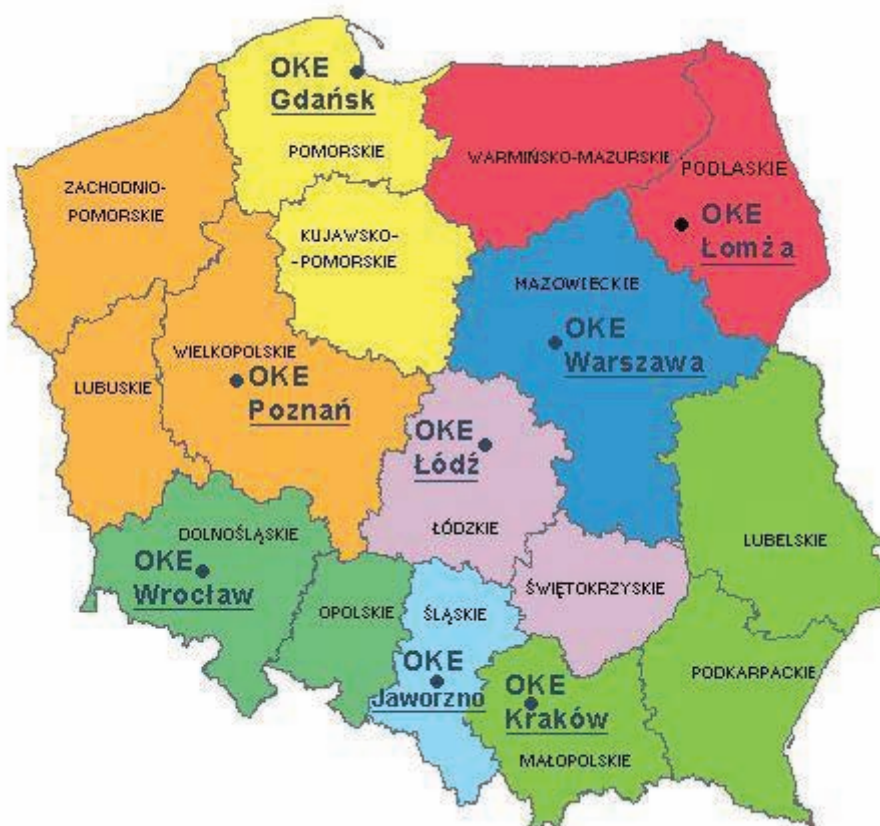 OKE
Gdańsk
POMORSKIE
WARMIŃSKO-MAZURSKIE
PODLASKIE
ZACHODNIO-
POMORSKIE
OKE
Łomża
KUJAWSKO-
-POMORSKIE
MAZOWIECKIE
OKE
Warszawa
WIELKOPOLSKIE
LUBUSKIE
OKE
Poznań
OKE
Łódź
DOLNOŚLĄSKIE
ŁÓDZKIE
LUBELSKIE
OKE
Wrocław
OPOLSKIE
ŚLĄSKIE
ŚWIĘTOKRZYSKIE
OKE
Jaworzno
OKE
Kraków
PODKARPACKIE
MAŁOPOLSKIE